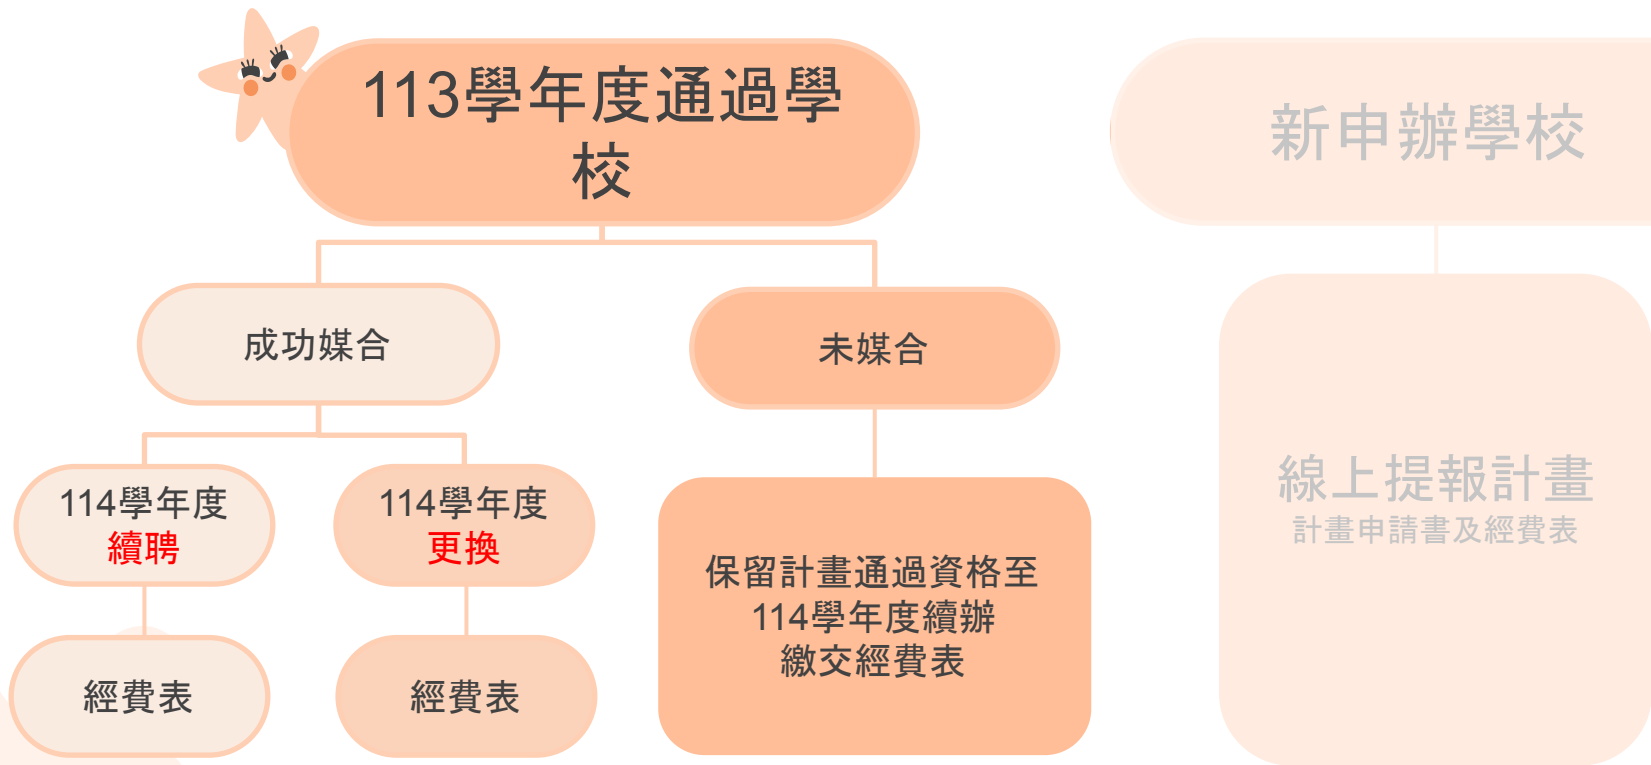 113學年度通過學
校
新申辦學校
成功媒合
未媒合
114學年度
續聘
114學年度
更換
經費表
經費表
保留計畫通過資格至
114學年度續辦
繳交經費表
線上提報計畫
計畫申請書及經費表